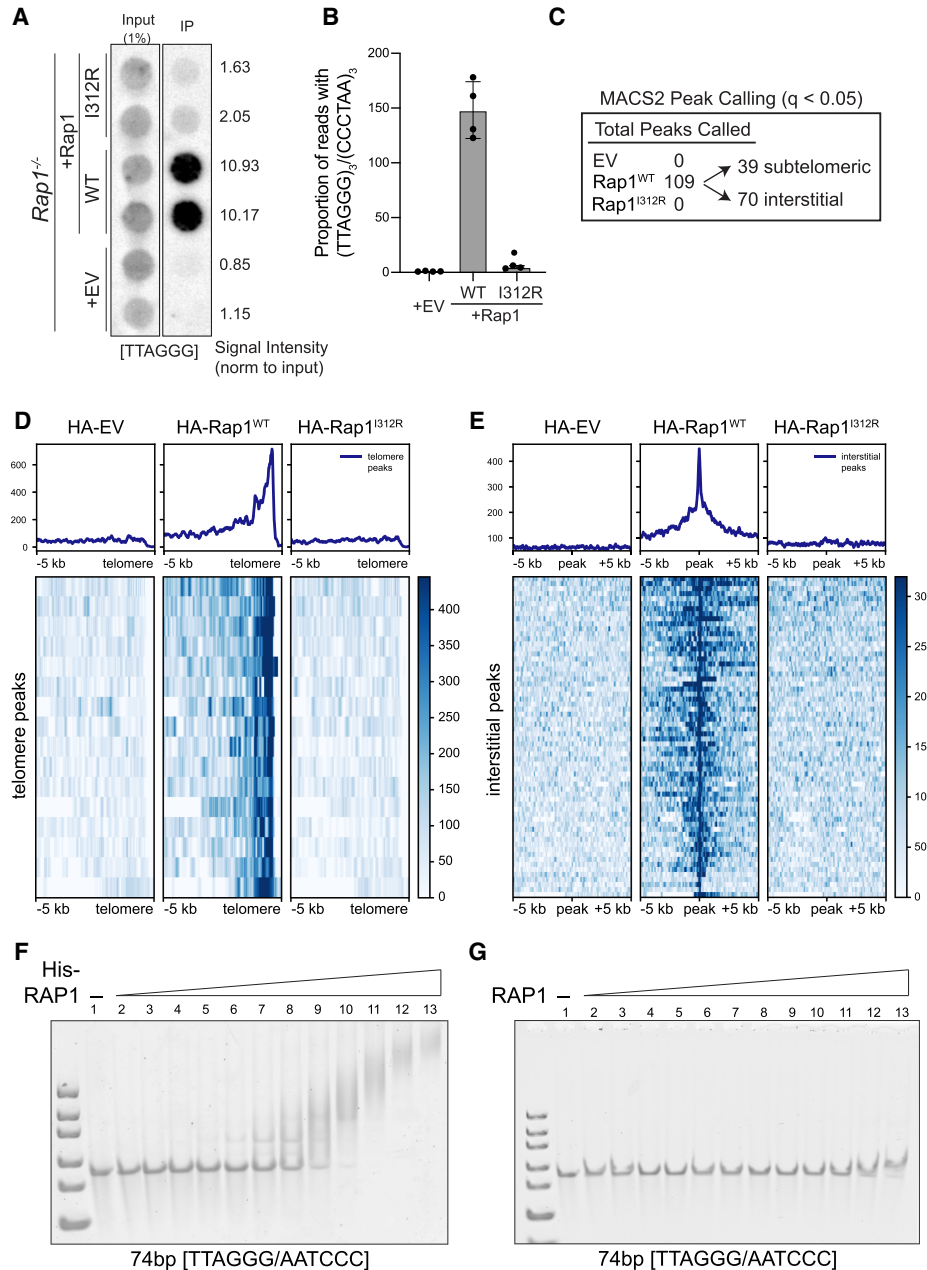 A
Input
(1%)
IP
Rap1-/-
+Rap1
I312R
WT
+EV
1.63
2.05
10.93
10.17
0.85
1.15
[TTAGGG]
Signal Intensity
(norm to input)
B
Proportion of reads with
(TTAGGG)3/(CCCTAA)3
200
150
100
50
0
WT I312R
+EV
+Rap1
C
MACS2 Peak Calling (q < 0.05)
Total Peaks Called
EV 0
Rap1WT 109
Rap1I312R 0
39 subtelomeric
70 interstitial
D
HA-EV HA-Rap1WT HA-Rap1I312R
600
400
200
0
telomere
peaks
-5 kb telomere -5 kb telomere -5 kb telomere
telomere peaks
400
350
300
250
200
150
100
50
0
-5 kb telomere -5 kb telomere -5 kb telomere
E
HA-EV HA-Rap1WT HA-Rap1I312R
400
300
200
100
interstitial
peaks
-5 kb peak +5 kb -5 kb peak +5 kb -5 kb peak +5 kb
interstitial peaks
30
25
20
15
10
50
0
-5 kb peak +5 kb -5 kb peak +5 kb -5 kb peak +5 kb
F
His-
RAP1 –
1 2 3 4 5 6 7 8 9 10 11 12 13
74bp [TTAGGG/AATCCC]
G
RAP1 –
1 2 3 4 5 6 7 8 9 10 11 12 13
74bp [TTAGGG/AATCCC]